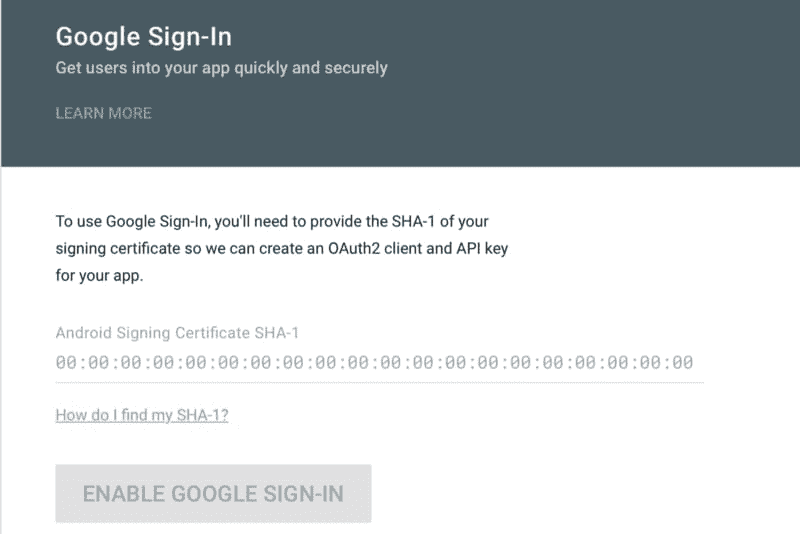 Google Sign-In
Get users into your app quickly and securely
LEARN MORE
To use Google Sign-In, you'll need to provide the SHA-1 of your
signing certificate so we can create an OAuth2 client and API key
for your app.
Android Signing Certificate SHA-1
00:00:00:00:00:00:00:00:00:00:00:00:00:00:00:00:00:00:00:00
How do I find my SHA-1?
ENABLE GOOGLE SIGN-IN